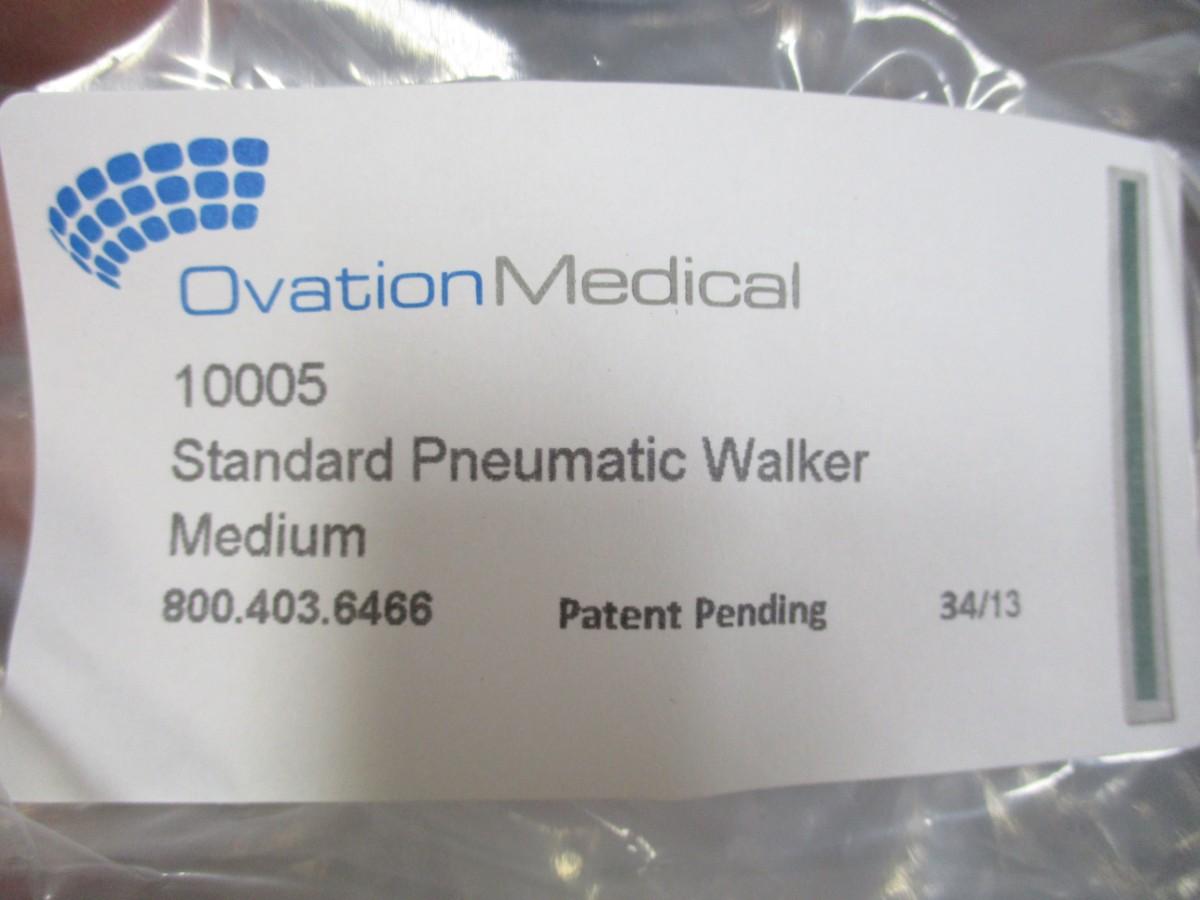 OvationMedical
10005
Standard Pneumatic Walker
Medium
800.403.6466 Patent Pending 34/13